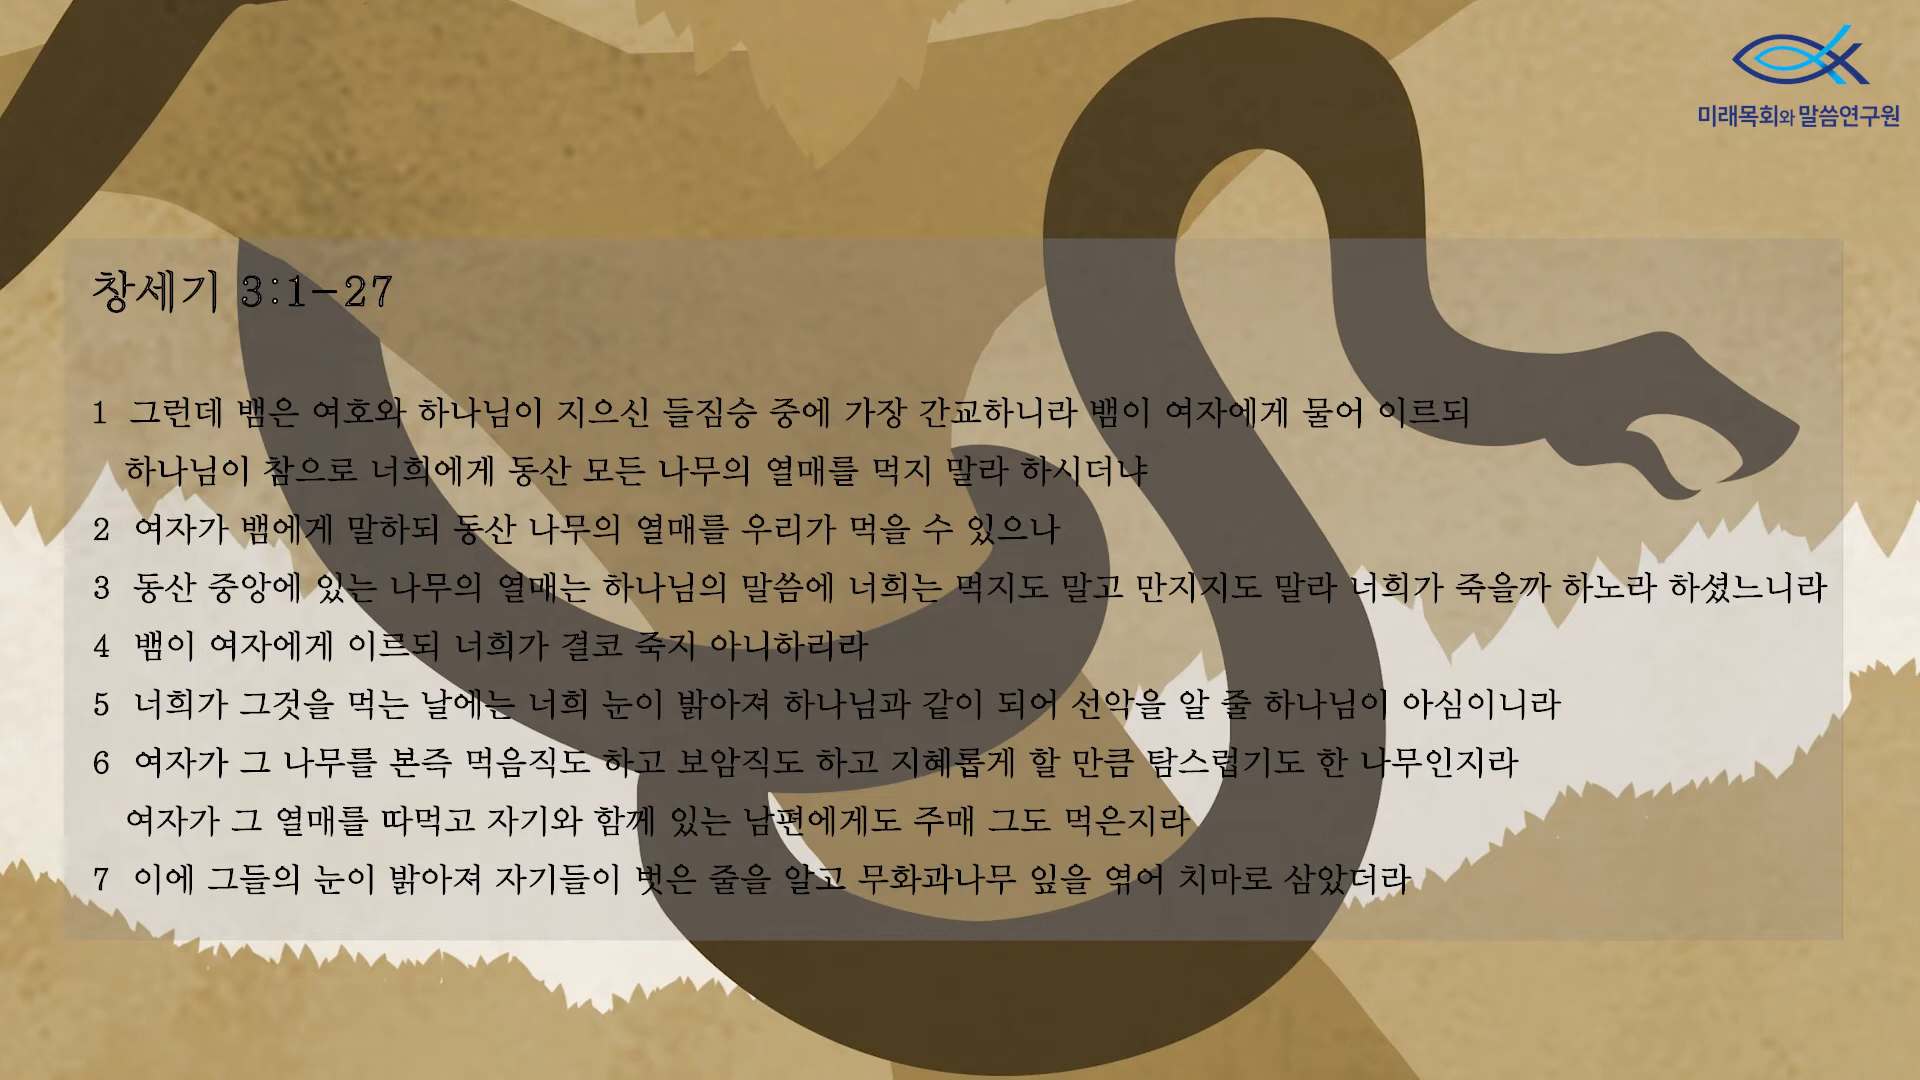 미래목회와 말씀연구원
창세기 3:1-27
1 그런데 뱀은 여호와 하나님이 지으신 들짐승 중에 가장 간교하니라 뱀이 여자에게 물어 이르되
하나님이 참으로 너희에게 동산 모든 나무의 열매를 먹지 말라 하시더냐
2 여자가 뱀에게 말하되 동산 나무의 열매를 우리가 먹을 수 있으나
3 동산 중앙에 있는 나무의 열매는 하나님의 말씀에 너희는 먹지도 말고 만지지도 말라 너희가 죽을까 하노라 하셨느니라
4 뱀이 여자에게 이르되 너희가 결코 죽지 아니하리라
5 너희가 그것을 먹는 날에는 너희 눈이 밝아져 하나님과 같이 되어 선악을 알 줄 하나님이 아심이니라
6 여자가 그 나무를 본즉 먹음직도 하고 보암직도 하고 지혜롭게 할 만큼 탐스럽기도 한 나무인지라
여자가 그 열매를 따먹고 자기와 함께 있는 남편에게도 주매 그도 먹은지라
7 이에 그들의 눈이 밝아져 자기들이 벗은 줄을 알고 무화과나무 잎을 엮어 치마로 삼았더라